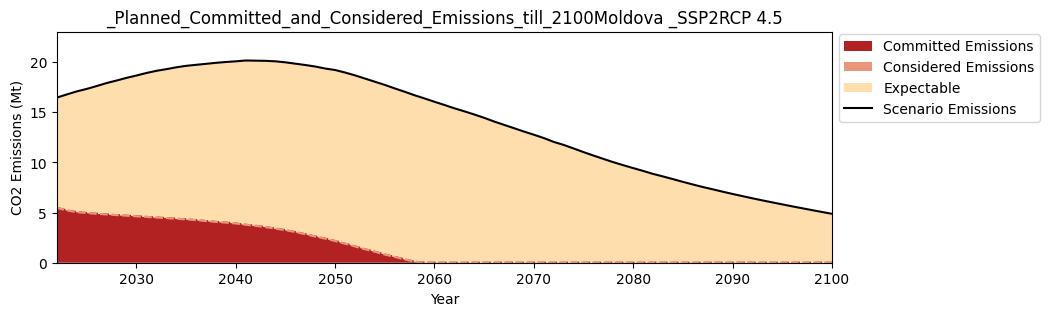 _Planned_Committed_and_Considered_Emissions_till_2100Moldova _SSP2RCP 4.5
Committed Emissions
Considered Emissions
Expectable
Scenario Emissions
CO2 Emissions (Mt)
20
15
10
5
0
2030 2040 2050 2060 2070 2080 2090 2100
Year